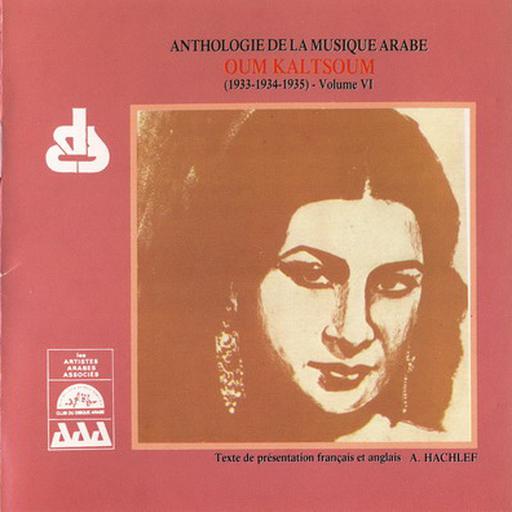 ANTHOLOGIE DE LA MUSIQUE ARABE
OUM KALTSOUM
(1933-1934-1935) - Volume VI
les
ARTISTES
ARABES
ASSOCIÉS
CLUB DU DISQUE ARABE
AAA
Texte de présentation français et anglais A. HACHLEF